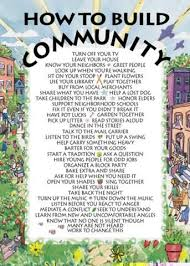 HOW TO BUILD
COMMUNITY
TURN OFF YOUR TV
LEAVE YOUR HOUSE
KNOW YOUR NEIGHBORS GREET PEOPLE
LOOK UP WHEN YOU'RE WALKING
SIT ON YOUR STOOP PLANT FLOWERS
USE YOUR LIBRARY PLAY TOGETHER
BUY FROM LOCAL MERCHANTS
SHARE WHAT YOU HAVE HELP A LOST DOG
TAKE CHILDREN TO THE PARK GARDEN TOGETHER
SUPPORT NEIGHBORHOOD SCHOOLS
FIX IT EVEN IF YOU DIDN'T BREAK IT
HAVE POT LUCKS HONOR ELDERS
PICK UP LITTER READ STORIES ALOUD
DANCE IN THE STREET
TALK TO THE MAIL CARRIER
LISTEN TO THE BIRDS PUT UP A SWING
HELP CARRY SOMETHING HEAVY
BARTER FOR YOUR GOODS
START A TRADITION ASK A QUESTION
HIRE YOUNG PEOPLE FOR ODD JOBS
ORGANIZE A BLOCK PARTY
BAKE EXTRA AND SHARE
ASK FOR HELP WHEN YOU NEED IT
OPEN YOUR SHADES SING TOGETHER
SHARE YOUR SKILLS
TAKE BACK THE NIGHT
TURN UP THE MUSIC TURN DOWN THE MUSIC
LISTEN BEFORE YOU REACT TO ANGER
MEDIATE A CONFLICT SEEK TO UNDERSTAND
LEARN FROM NEW AND UNCOMFORTABLE ANGLES
KNOW THAT NO ONE IS SILENT THOUGH
MANY ARE NOT HEARD
WORK TO CHANGE THIS